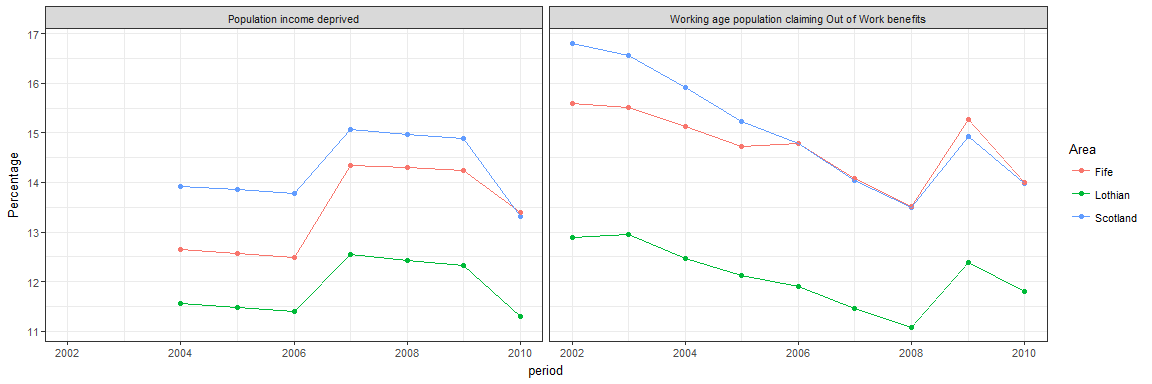 Population income deprived
Working age population claiming Out of Work benefits
Percentage
17
16
15
14
13
12
11
2002
2004
2006
2008
2010
2002
2004
2006
2008
2010
period
Area
Fife
Lothian
Scotland